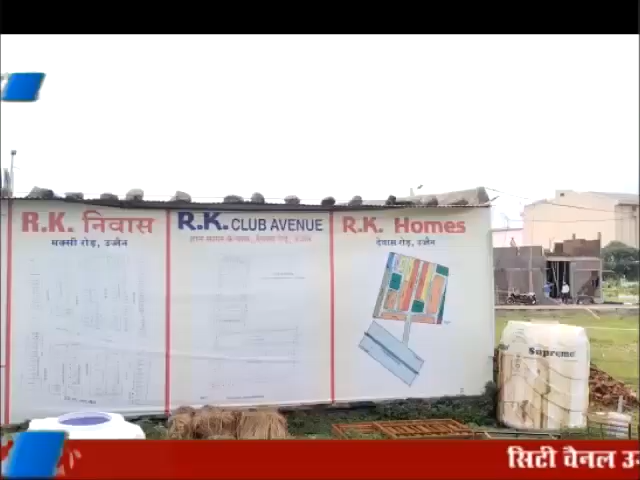 R.K. निवास
मक्सी रोड़, उज्जैन
R.K. CLUB AVENUE
R.K. Homes
देवास रोड़, उज्जैन
Supreme
सिटी चैनल उ